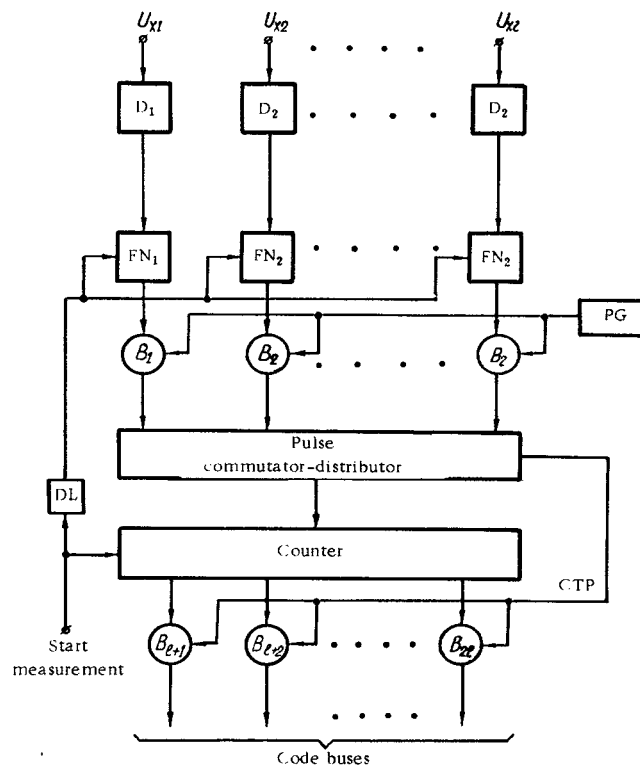 Ux1 Ux2 Uxℓ
D1 D2 D2
FN1 FN2 FN2
PG
B1 B2 Bℓ
Pulse
commutator-distributor
DL
Counter
CTP
Start
measurement
Bℓ+1 Bℓ+2 B2ℓ
Code buses